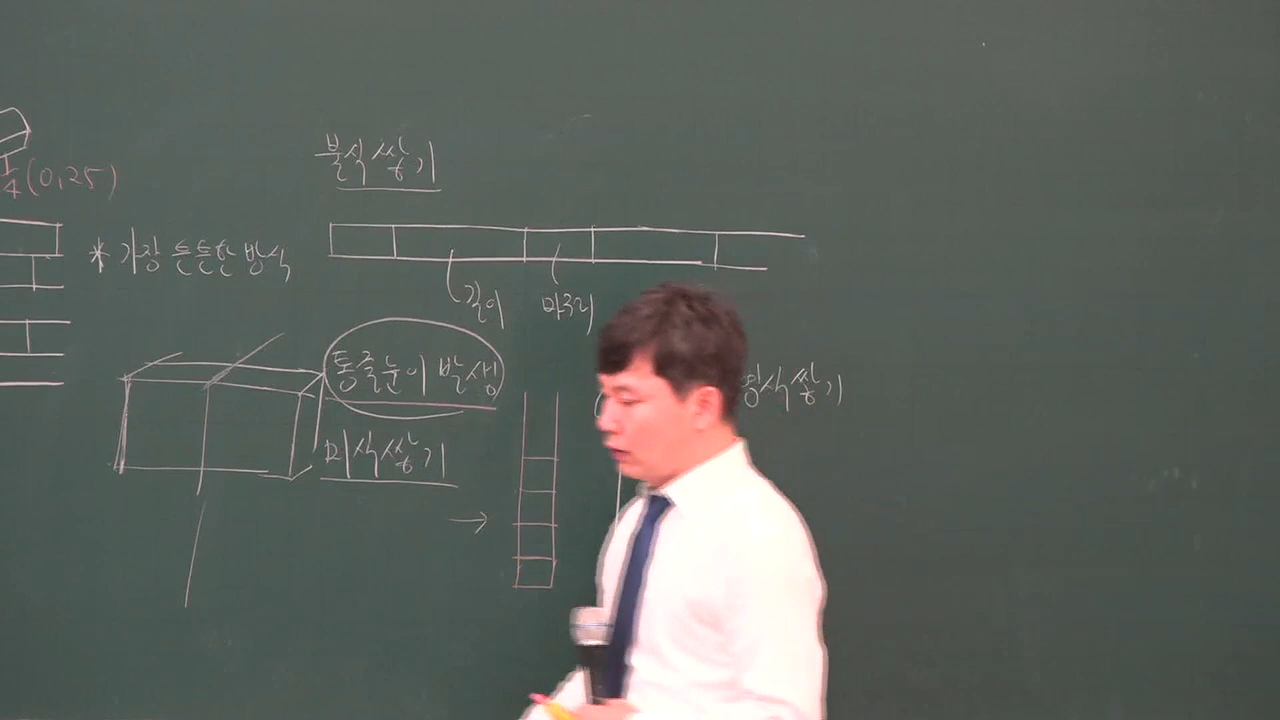 1/4 (0.25)
* 가장 튼튼한 방식
불식쌓기
길이 마구리
통줄눈이 발생
미식쌓기
→
식쌓기